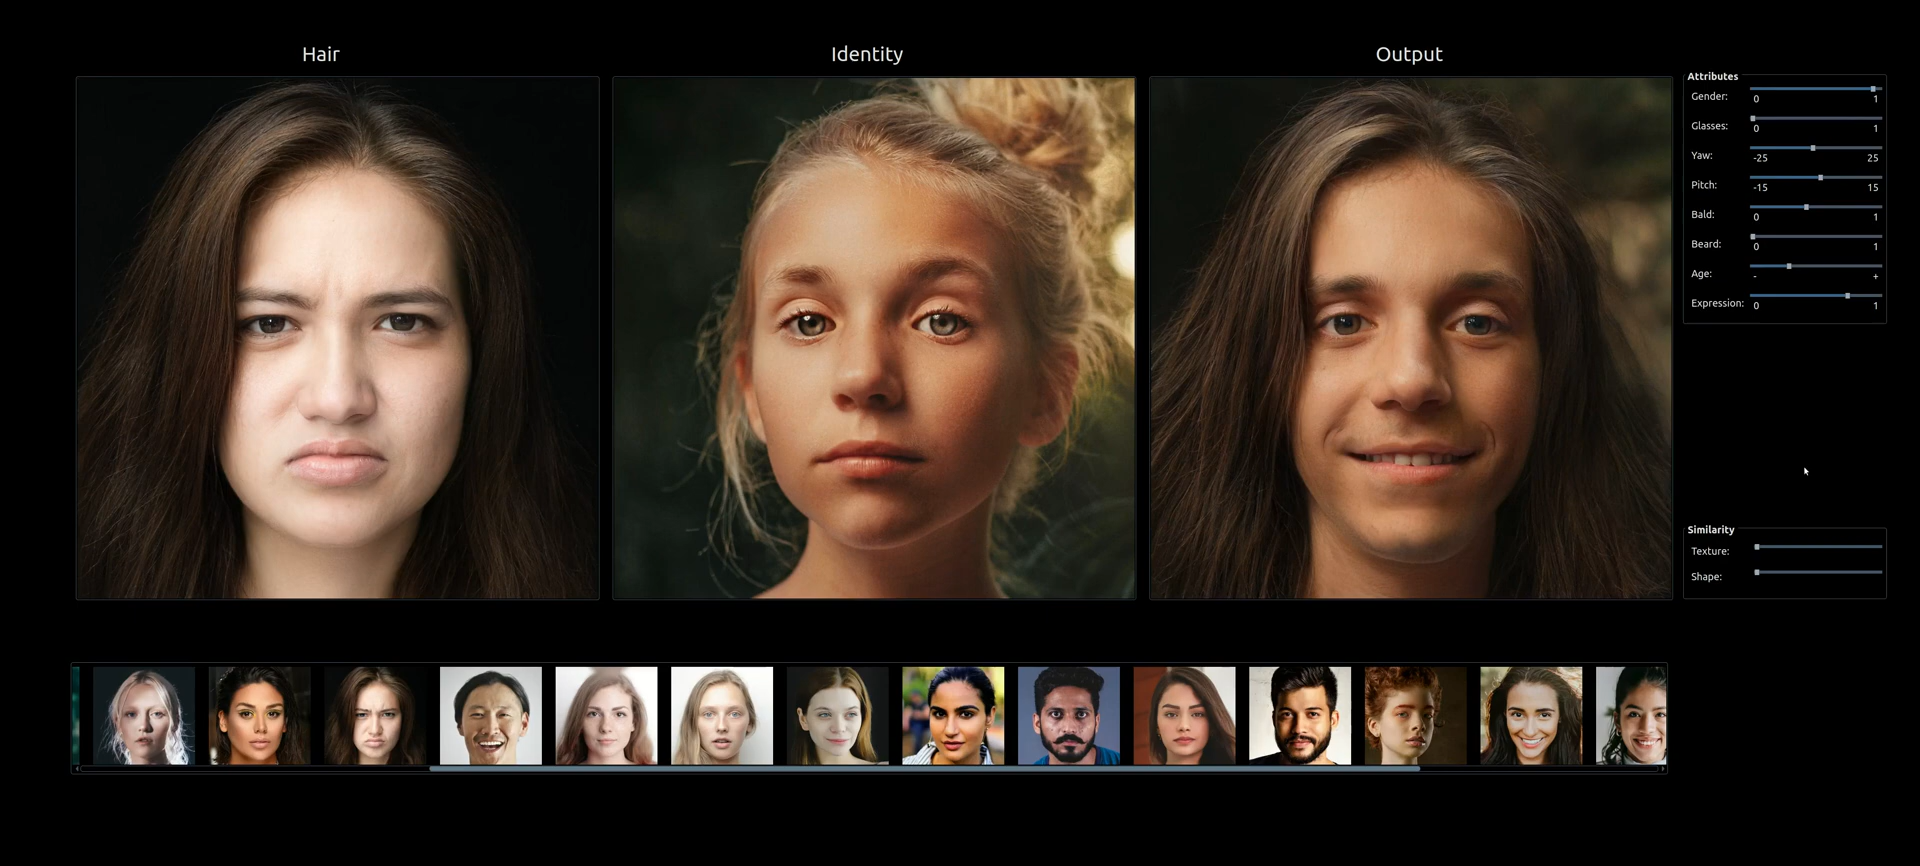 Hair
Identity
Output
Attributes
Gender:
0 1
Glasses:
0 1
Yaw:
-25 25
Pitch:
-15 15
Bald:
0 1
Beard:
0 1
Age:
- +
Expression:
0 1
Similarity
Texture:
Shape: